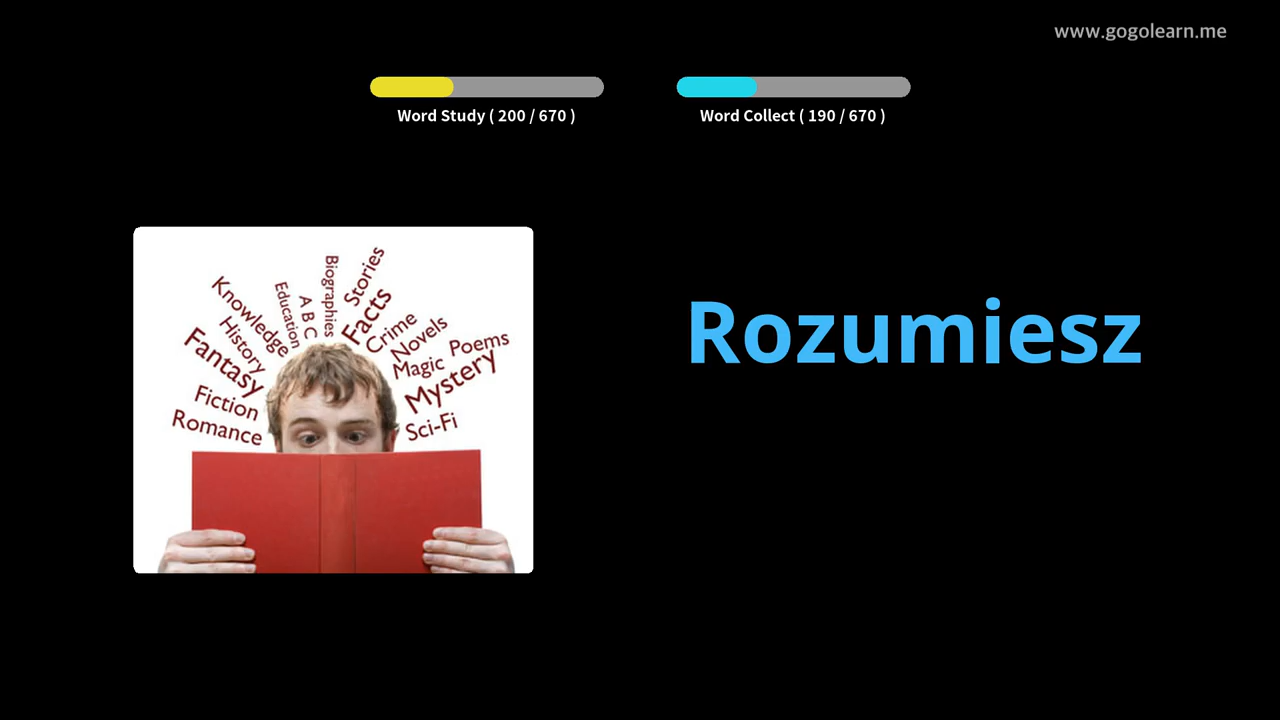 www.gogolearn.me
Word Study ( 200 / 670 )
Word Collect ( 190 / 670 )
Rozumiesz
Knowledge
History
Fantasy
Fiction
Romance
Education
A B C
Biographies
Stories
Facts
Crime
Novels
Magic
Poems
Mystery
Sci-Fi